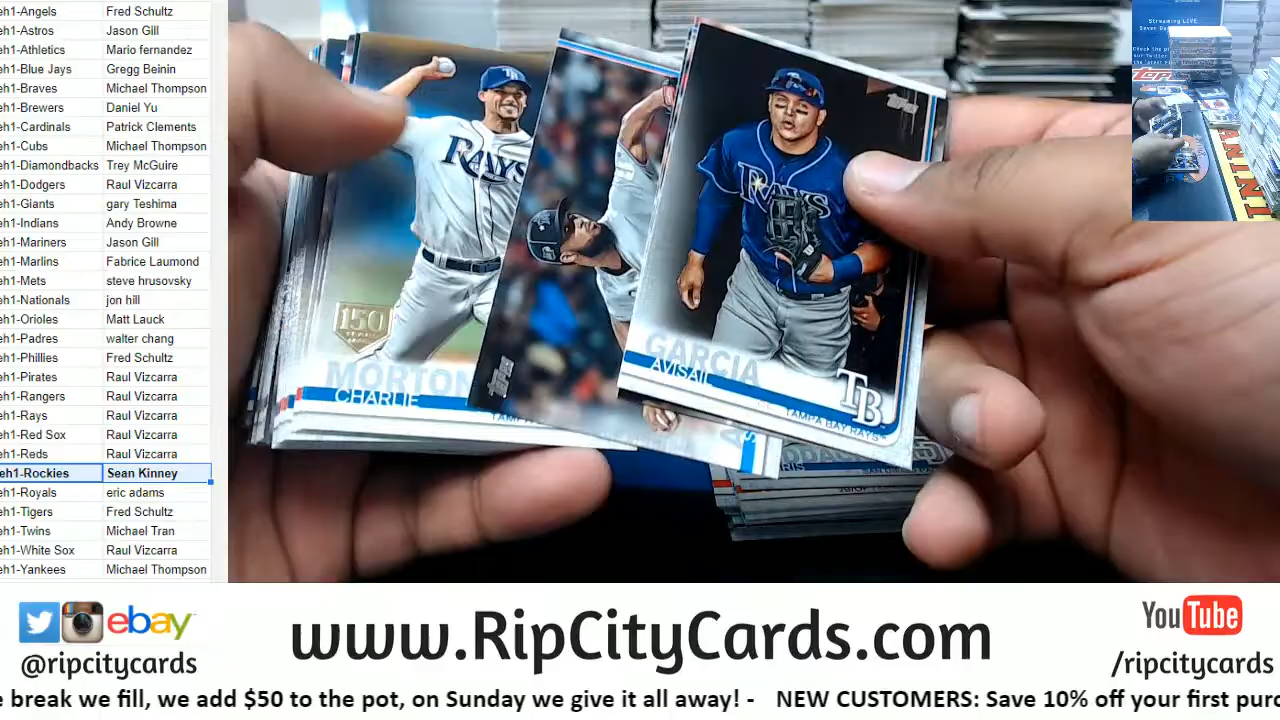 eh1-Angels Fred Schultz
eh1-Astros Jason Gill
eh1-Athletics Mario fernandez
eh1-Blue Jays Gregg Beinin
eh1-Braves Michael Thompson
eh1-Brewers Daniel Yu
eh1-Cardinals Patrick Clements
eh1-Cubs Michael Thompson
eh1-Diamondbacks Trey McGuire
eh1-Dodgers Raul Vizcarra
eh1-Giants gary Teshima
eh1-Indians Andy Browne
eh1-Mariners Jason Gill
eh1-Marlins Fabrice Laumond
eh1-Mets steve hrusovsky
eh1-Nationals jon hill
eh1-Orioles Matt Lauck
eh1-Padres walter chang
eh1-Phillies Fred Schultz
eh1-Pirates Raul Vizcarra
eh1-Rangers Raul Vizcarra
eh1-Rays Raul Vizcarra
eh1-Red Sox Raul Vizcarra
eh1-Reds Raul Vizcarra
eh1-Rockies Sean Kinney
eh1-Royals eric adams
eh1-Tigers Fred Schultz
eh1-Twins Michael Tran
eh1-White Sox Raul Vizcarra
eh1-Yankees Michael Thompson
RAYS
150
MORTON
CHARLIE
Topps
Topps
RAYS
GARCIA
AVISAIL
TB
TAMPA BAY RAYS
Streaming LIVE
Topps
PANINI
ebay
@ripcitycards
www.RipCityCards.com
YouTube
/ripcitycards
e break we fill, we add $50 to the pot, on Sunday we give it all away! - NEW CUSTOMERS: Save 10% off your first purc